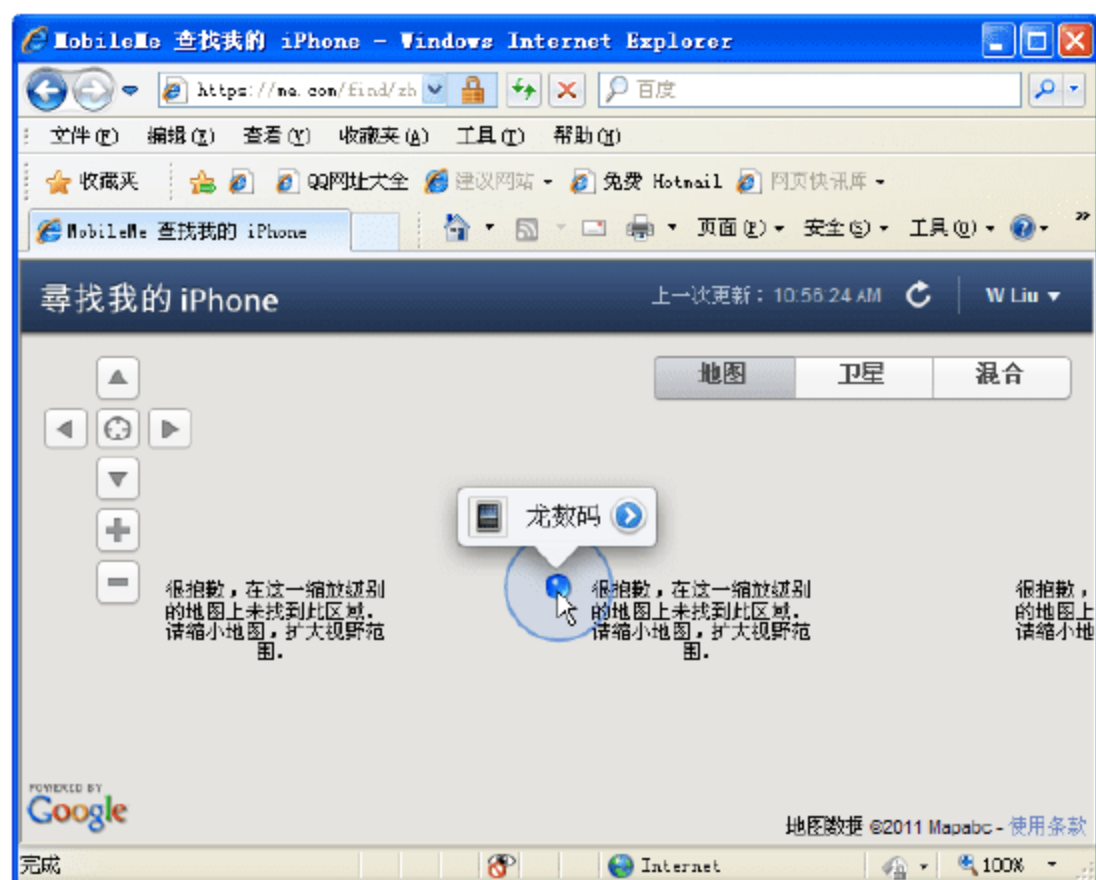 MobileMe 查找我的 iPhone - Windows Internet Explorer
https://me.com/find/zh
百度
文件(F) 编辑(E) 查看(V) 收藏夹(A) 工具(T) 帮助(H)
收藏夹 QQ网址大全 建议网站 免费 Hotmail 网页快讯库
MobileMe 查找我的 iPhone 页面(P) 安全(S) 工具(O) »
尋找我的 iPhone 上一次更新：10:56:24 AM W Liu
地图 卫星 混合
龙数码
很抱歉，在这一缩放级别
的地图上未找到此区域.
请缩小地图，扩大视野范
围.
很抱歉，在这一缩放级别
的地图上未找到此区域.
请缩小地图，扩大视野范
围.
很抱歉，
的地图上
请缩小地
POWERED BY
Google
地图数据 ©2011 Mapabc - 使用条款
完成 Internet 100%